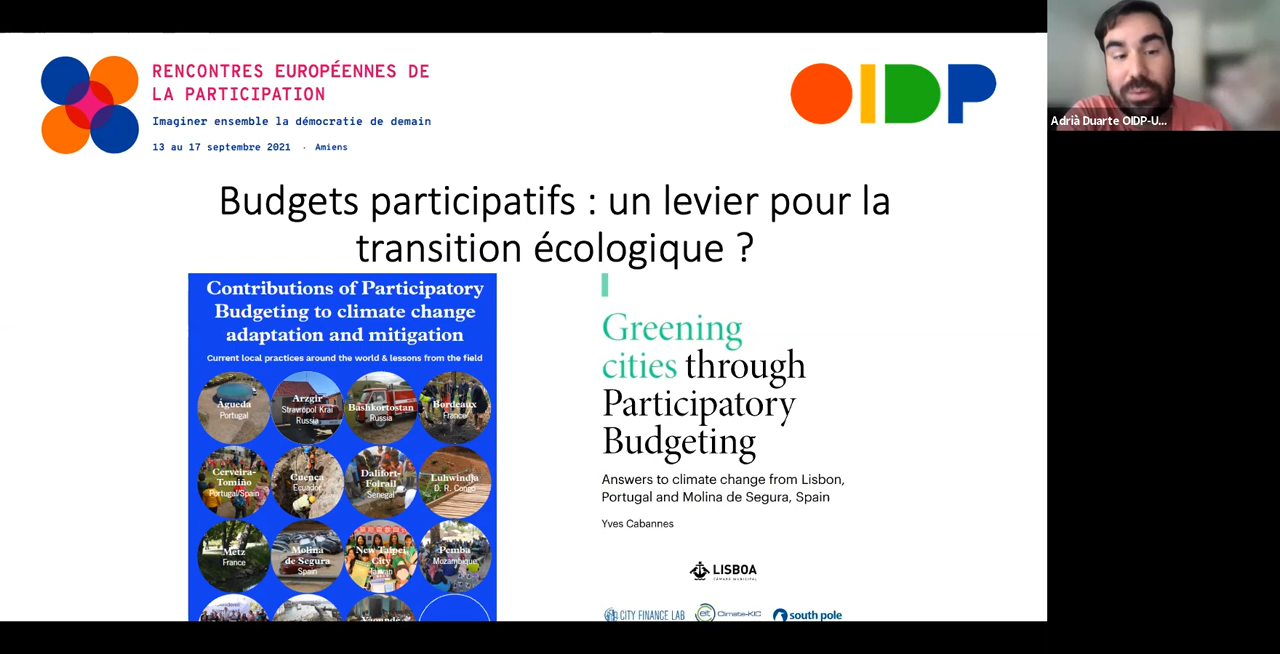 RENCONTRES EUROPÉENNES DE
LA PARTICIPATION
Imaginer ensemble la démocratie de demain
13 au 17 septembre 2021 · Amiens
OIDP
Adrià Duarte OIDP-U...
Budgets participatifs : un levier pour la
transition écologique ?
Contributions of Participatory
Budgeting to climate change
adaptation and mitigation
Current local practices around the world & lessons from the field
Águeda
Portugal
Arzgir
Stravropol Krai
Russia
Bashkortostan
Russia
Bordeaux
France
Cerveira-
Tomiño
Portugal/Spain
Cuenca
Ecuador
Dalifort-
Foirail
Senegal
Luhwindja
D. R. Congo
Metz
France
Molina
de Segura
Spain
New Taipei
City
Taiwan
Pemba
Mozambique
Yaoundé
Greening
cities through
Participatory
Budgeting
Answers to climate change from Lisbon,
Portugal and Molina de Segura, Spain
Yves Cabannes
LISBOA
CÂMARA MUNICIPAL
CITY FINANCE LAB
eit Climate-KIC
south pole